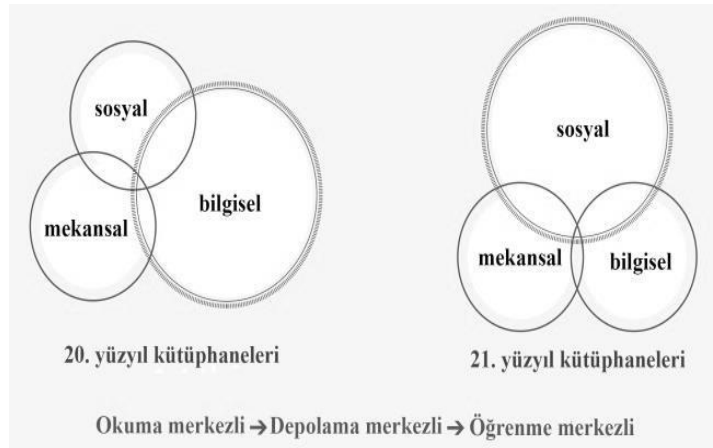 sosyal
mekansal
bilgisel
20. yüzyıl kütüphaneleri
sosyal
mekansal
bilgisel
21. yüzyıl kütüphaneleri
Okuma merkezli → Depolama merkezli → Öğrenme merkezli